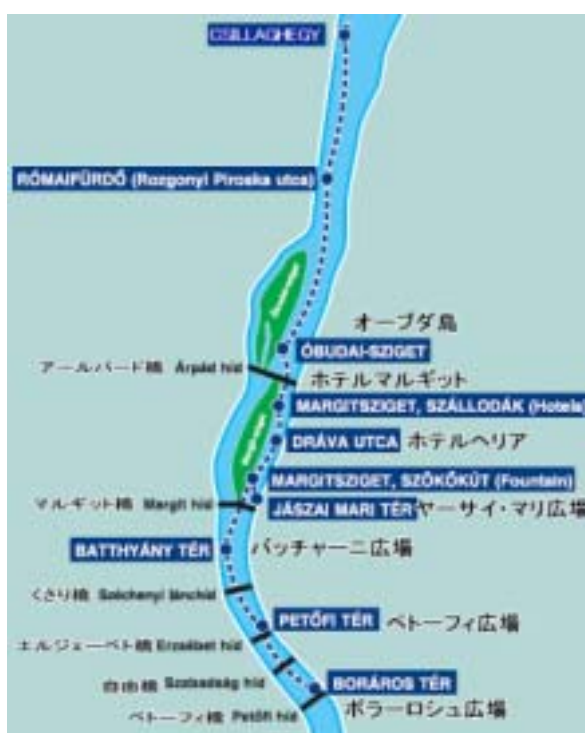 CSILLAGHEGY
RÓMAIFÜRDŐ (Rozgonyi Piroska utca)
オーブダ島
ÓBUDAI-SZIGET
アールパード橋 Árpád híd
ホテルマルギット
MARGITSZIGET, SZÁLLODÁK (Hotels)
DRÁVA UTCA ホテルヘリア
MARGITSZIGET, SZÖKŐKÚT (Fountain)
マルギット橋 Margit híd
JÁSZAI MARI TÉR ヤーサイ・マリ広場
BATTHYÁNY TÉR バッチャーニ広場
くさり橋 Széchenyi lánchíd
PETŐFI TÉR ペトーフィ広場
エルジェーベト橋 Erzsébet híd
自由橋 Szabadság híd
BORÁROS TÉR
ボラーロシュ広場
ペトーフィ橋 Petőfi híd